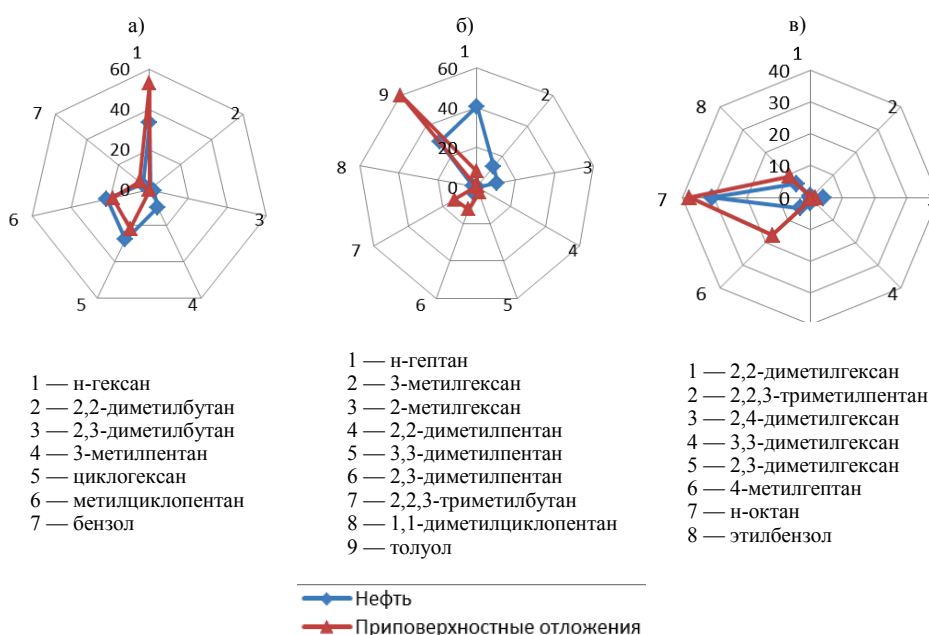 а)
1
60
40
20
0
2
3
4
5
6
7
б)
1
60
40
20
0
2
3
4
5
6
7
8
9
в)
1
40
30
20
10
0
2
4
6
7
8
1 — н-гексан
2 — 2,2-диметилбутан
3 — 2,3-диметилбутан
4 — 3-метилпентан
5 — циклогексан
6 — метилциклопентан
7 — бензол
1 — н-гептан
2 — 3-метилгексан
3 — 2-метилгексан
4 — 2,2-диметилпентан
5 — 3,3-диметилпентан
6 — 2,3-диметилпентан
7 — 2,2,3-триметилбутан
8 — 1,1-диметилциклопентан
9 — толуол
1 — 2,2-диметилгексан
2 — 2,2,3-триметилпентан
3 — 2,4-диметилгексан
4 — 3,3-диметилгексан
5 — 2,3-диметилгексан
6 — 4-метилгептан
7 — н-октан
8 — этилбензол
Нефть
Приповерхностные отложения